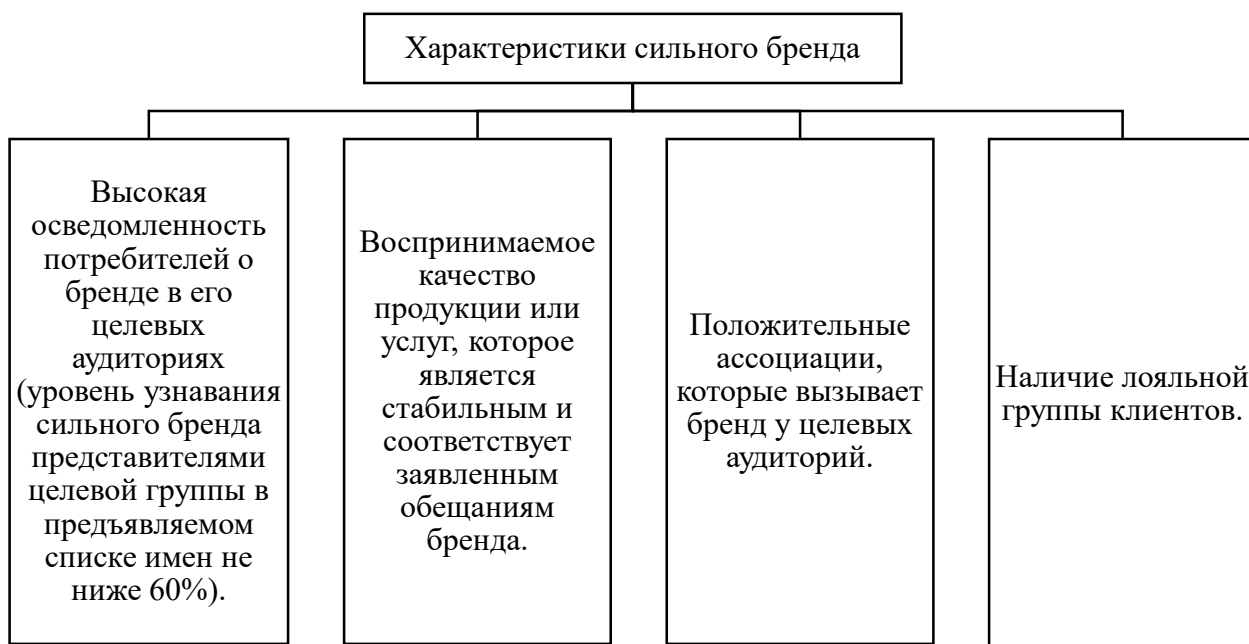 Характеристики сильного бренда
Высокая
осведомленность
потребителей о
бренде в его
целевых
аудиториях
(уровень узнавания
сильного бренда
представителями
целевой группы в
предъявляемом
списке имен не
ниже 60%).
Воспринимаемое
качество
продукции или
услуг, которое
является
стабильным и
соответствует
заявленным
обещаниям
бренда.
Положительные
ассоциации,
которые вызывает
бренд у целевых
аудиторий.
Наличие лояльной
группы клиентов.